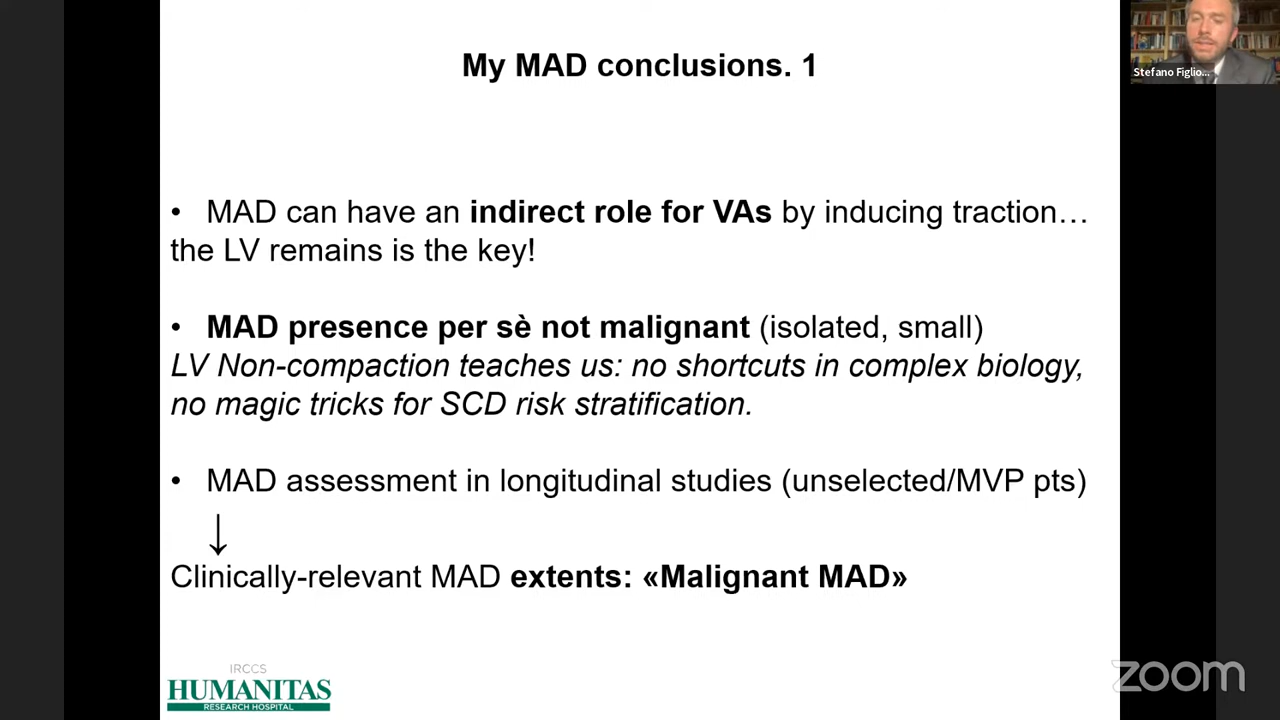 My MAD conclusions. 1
Stefano Figlio...
• MAD can have an indirect role for VAs by inducing traction…
the LV remains is the key!
• MAD presence per sè not malignant (isolated, small)
LV Non-compaction teaches us: no shortcuts in complex biology,
no magic tricks for SCD risk stratification.
• MAD assessment in longitudinal studies (unselected/MVP pts)
↓
Clinically-relevant MAD extents: «Malignant MAD»
IRCCS
HUMANITAS
RESEARCH HOSPITAL
zoom